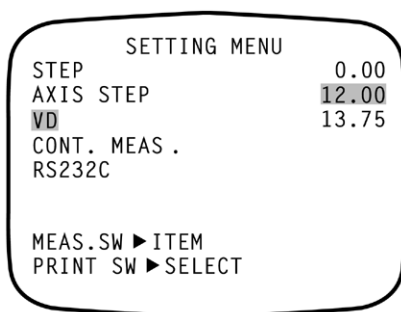 SETTING MENU
STEP 0.00
AXIS STEP 12.00
VD 13.75
CONT. MEAS.
RS232C
MEAS.SW ▶ ITEM
PRINT SW ▶ SELECT